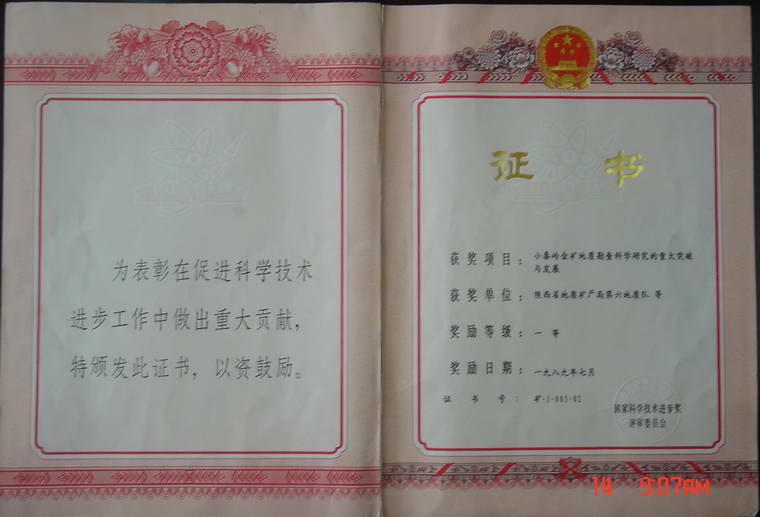 为表彰在促进科学技术
进步工作中做出重大贡献，
特颁发此证书，以资鼓励。
证 书
获奖项目： 小秦岭金矿地质勘查科学研究的重大突破
与发展
获奖单位： 陕西省地质矿产局第六地质队 等
奖励等级： 一 等
奖励日期： 一九八九年七月
证 书 号： 矿-1-003-02
国家科学技术进步奖
评审委员会
14 9:07AM